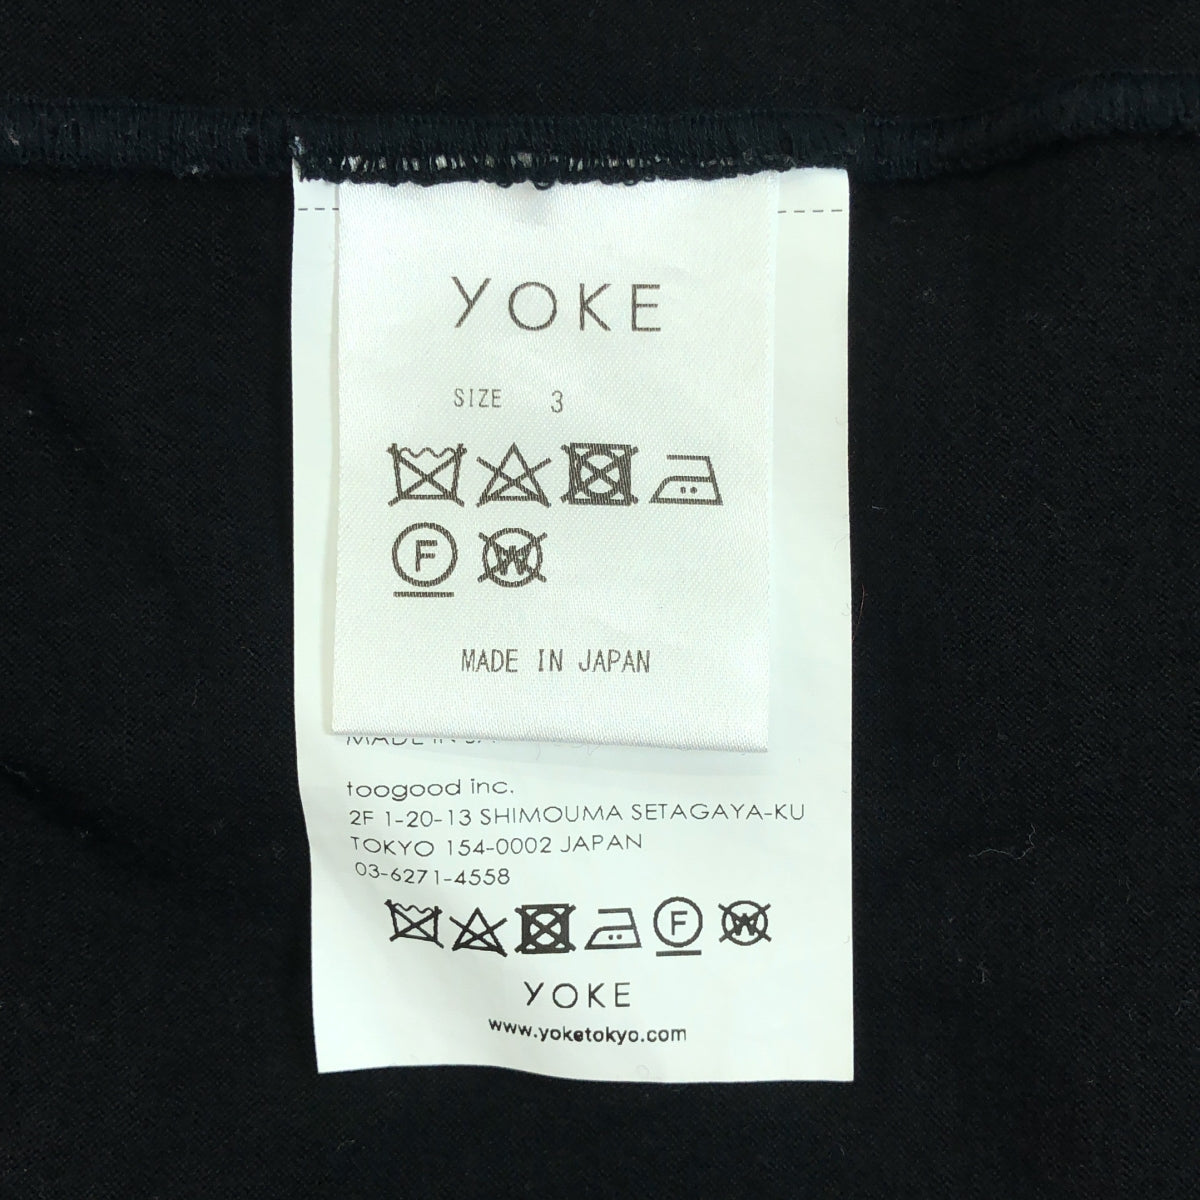 YOKE
SIZE 3
F W
MADE IN JAPAN
toogood inc.
2F 1-20-13 SHIMOUMA SETAGAYA-KU
TOKYO 154-0002 JAPAN
03-6271-4558
F W
YOKE
www.yoketokyo.com